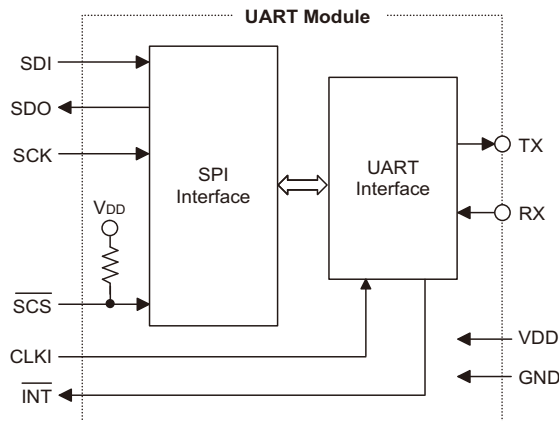 UART Module
SDI
SDO
SCK
VDD
SCS
CLKI
INT
SPI
Interface
UART
Interface
TX
RX
VDD
GND